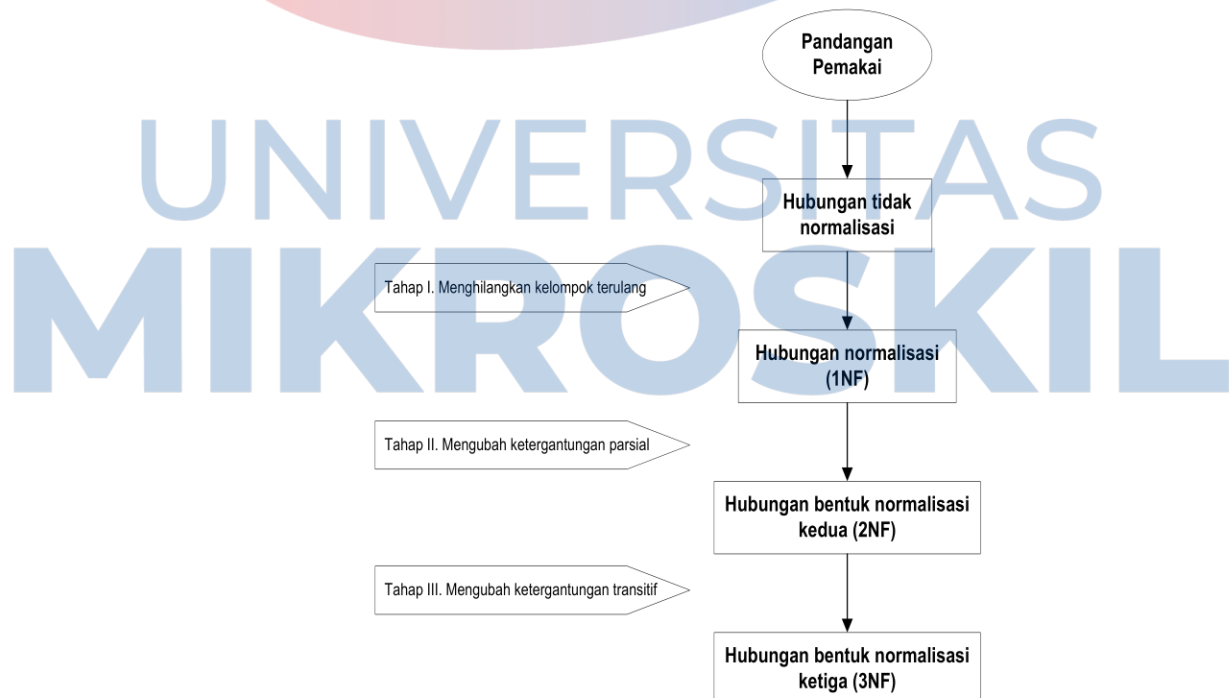 Pandangan
Pemakai
UNIVERSITAS
MIKROSKIL
Hubungan tidak
normalisasi
Tahap I. Menghilangkan kelompok terulang
Hubungan normalisasi
(1NF)
Tahap II. Mengubah ketergantungan parsial
Hubungan bentuk normalisasi
kedua (2NF)
Tahap III. Mengubah ketergantungan transitif
Hubungan bentuk normalisasi
ketiga (3NF)